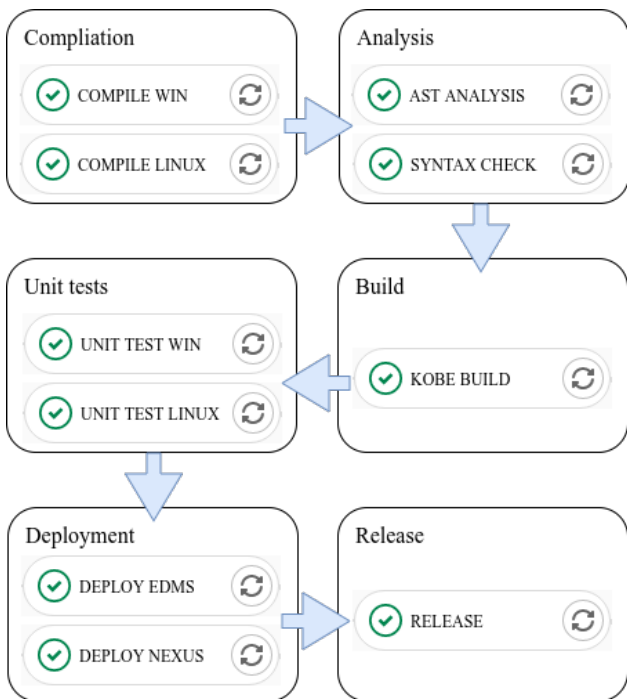 Compliation
COMPILE WIN
COMPILE LINUX
Analysis
AST ANALYSIS
SYNTAX CHECK
Build
KOBE BUILD
Unit tests
UNIT TEST WIN
UNIT TEST LINUX
Deployment
DEPLOY EDMS
DEPLOY NEXUS
Release
RELEASE